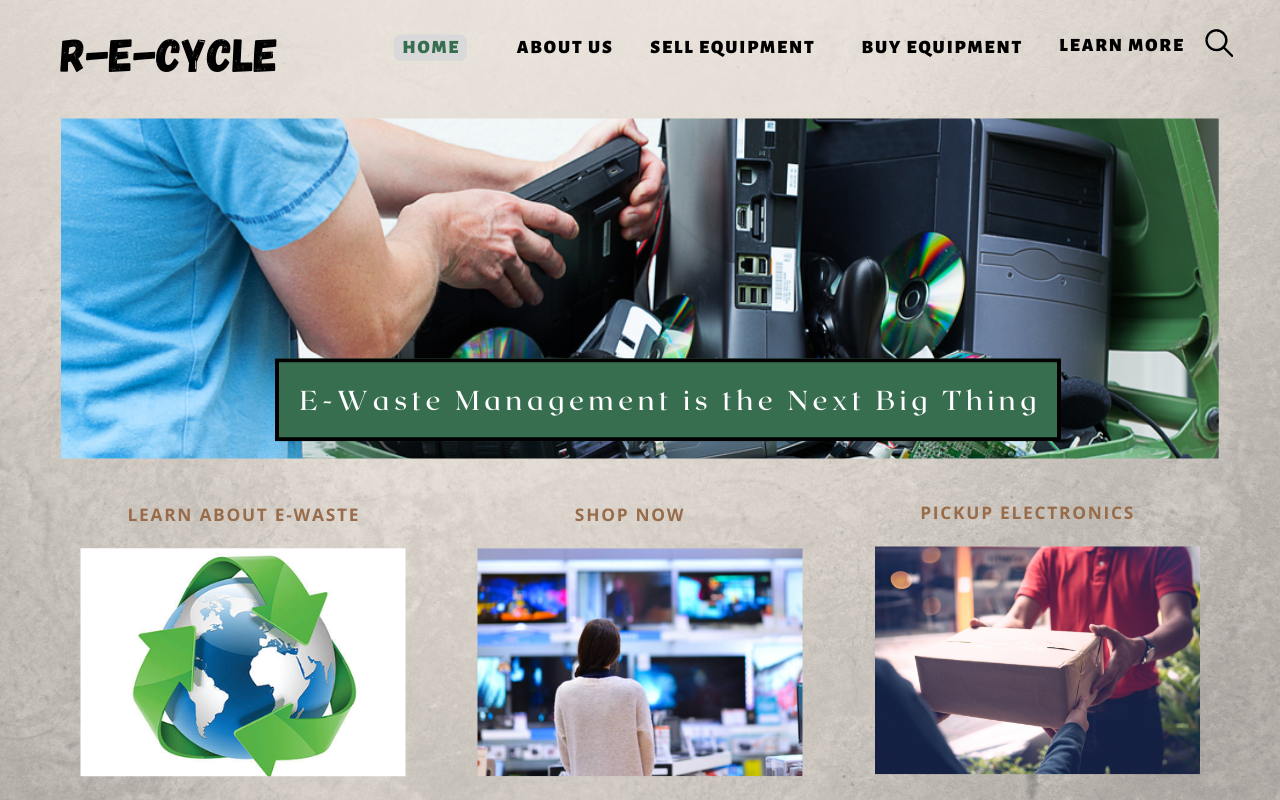 R-E-CYCLE
HOME
ABOUT US
SELL EQUIPMENT
BUY EQUIPMENT
LEARN MORE
E-Waste Management is the Next Big Thing
LEARN ABOUT E-WASTE
SHOP NOW
PICKUP ELECTRONICS